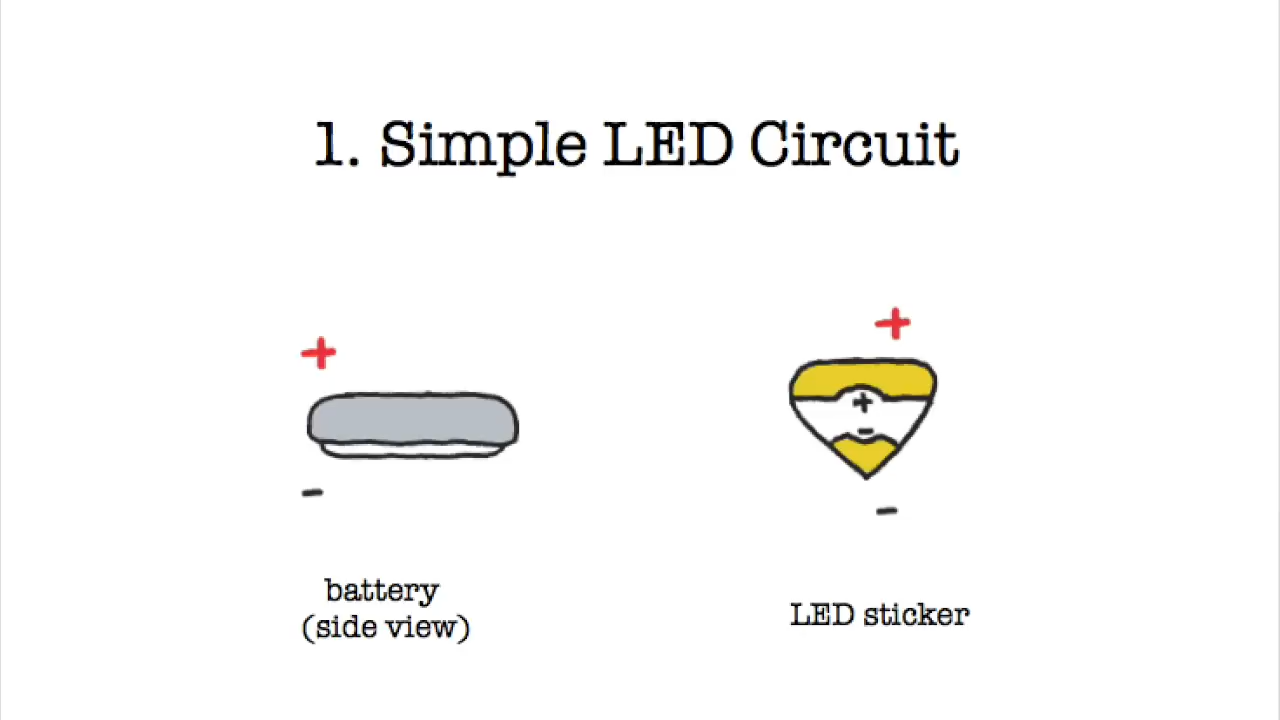 1. Simple LED Circuit
+
+
+
-
-
-
battery
(side view)
LED sticker